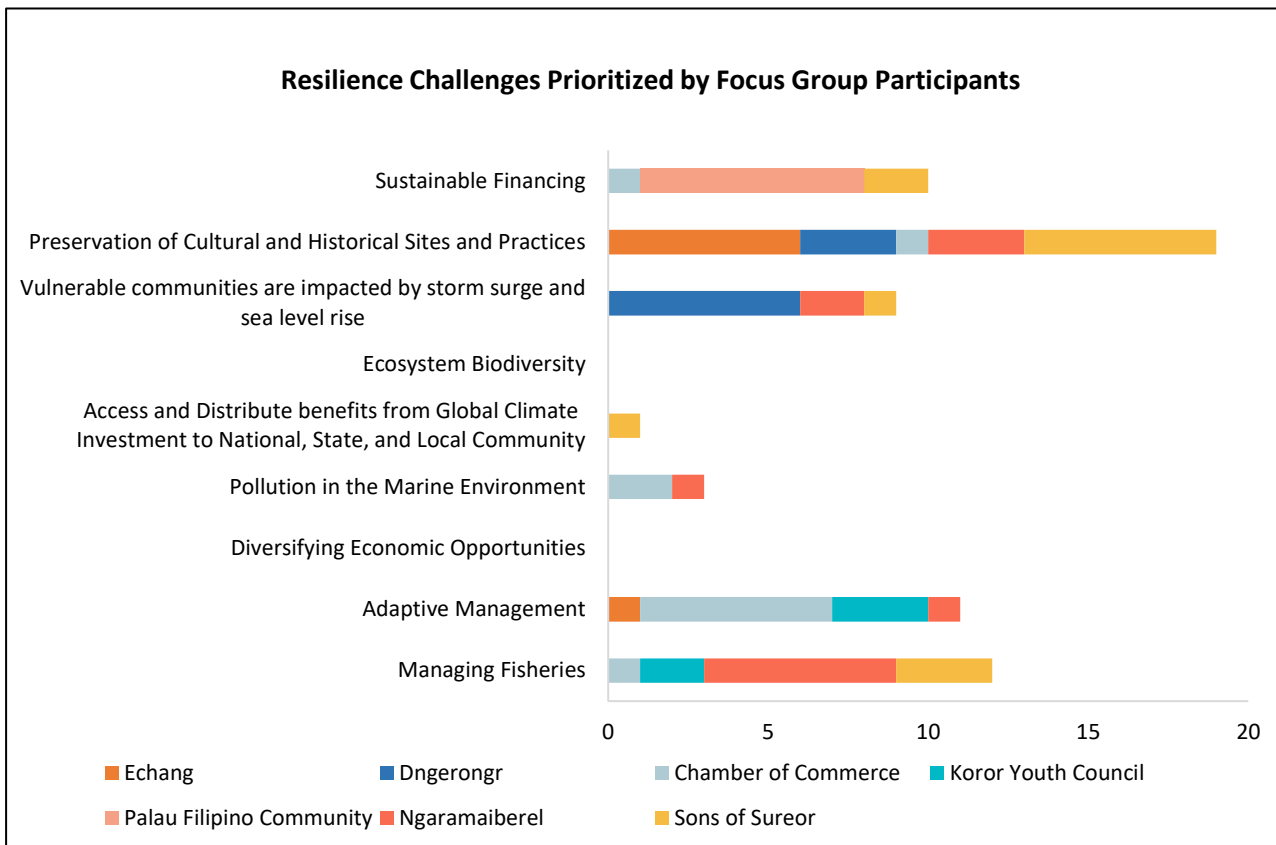 Resilience Challenges Prioritized by Focus Group Participants
Sustainable Financing
Preservation of Cultural and Historical Sites and Practices
Vulnerable communities are impacted by storm surge and
sea level rise
Ecosystem Biodiversity
Access and Distribute benefits from Global Climate
Investment to National, State, and Local Community
Pollution in the Marine Environment
Diversifying Economic Opportunities
Adaptive Management
Managing Fisheries
0 5 10 15 20
Echang Dngerongr Chamber of Commerce Koror Youth Council
Palau Filipino Community Ngaramaiberel Sons of Sureor